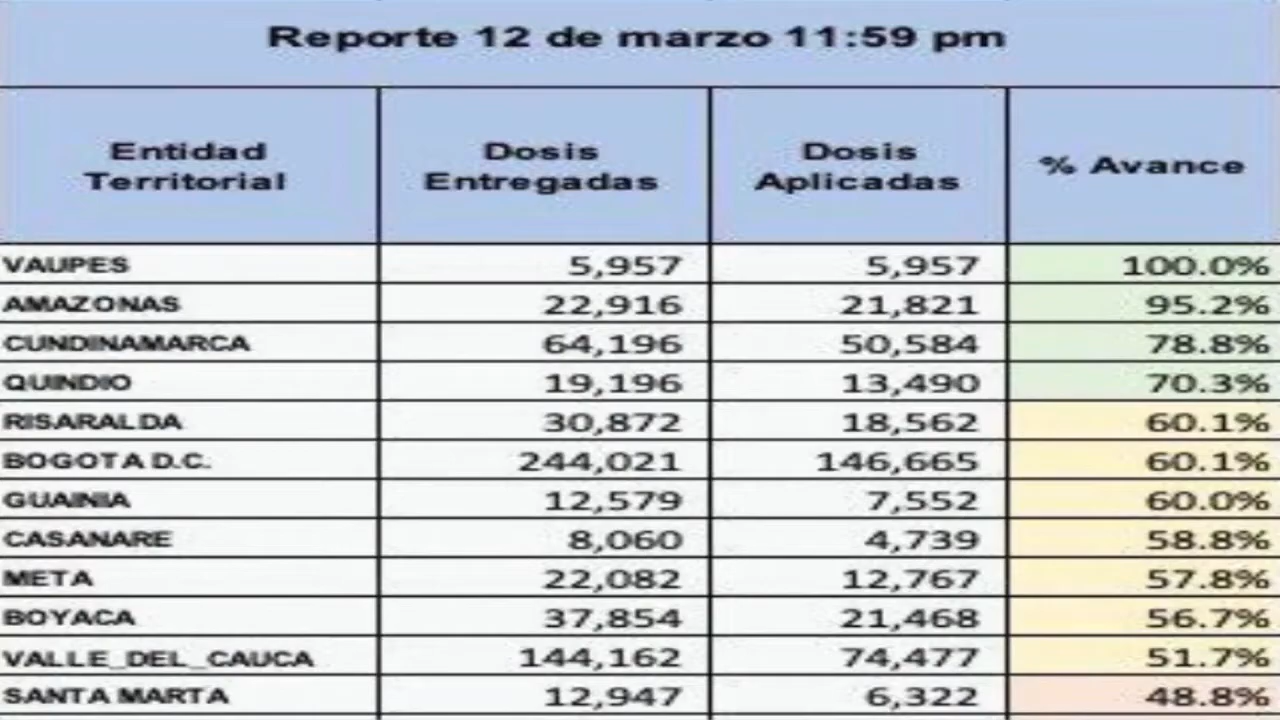 Reporte 12 de marzo 11:59 pm
Entidad Territorial Dosis Entregadas Dosis Aplicadas % Avance
VAUPES 5,957 5,957 100.0%
AMAZONAS 22,916 21,821 95.2%
CUNDINAMARCA 64,196 50,584 78.8%
QUINDIO 19,196 13,490 70.3%
RISARALDA 30,872 18,562 60.1%
BOGOTA D.C. 244,021 146,665 60.1%
GUAINIA 12,579 7,552 60.0%
CASANARE 8,060 4,739 58.8%
META 22,082 12,767 57.8%
BOYACA 37,854 21,468 56.7%
VALLE_DEL_CAUCA 144,162 74,477 51.7%
SANTA MARTA 12,947 6,322 48.8%